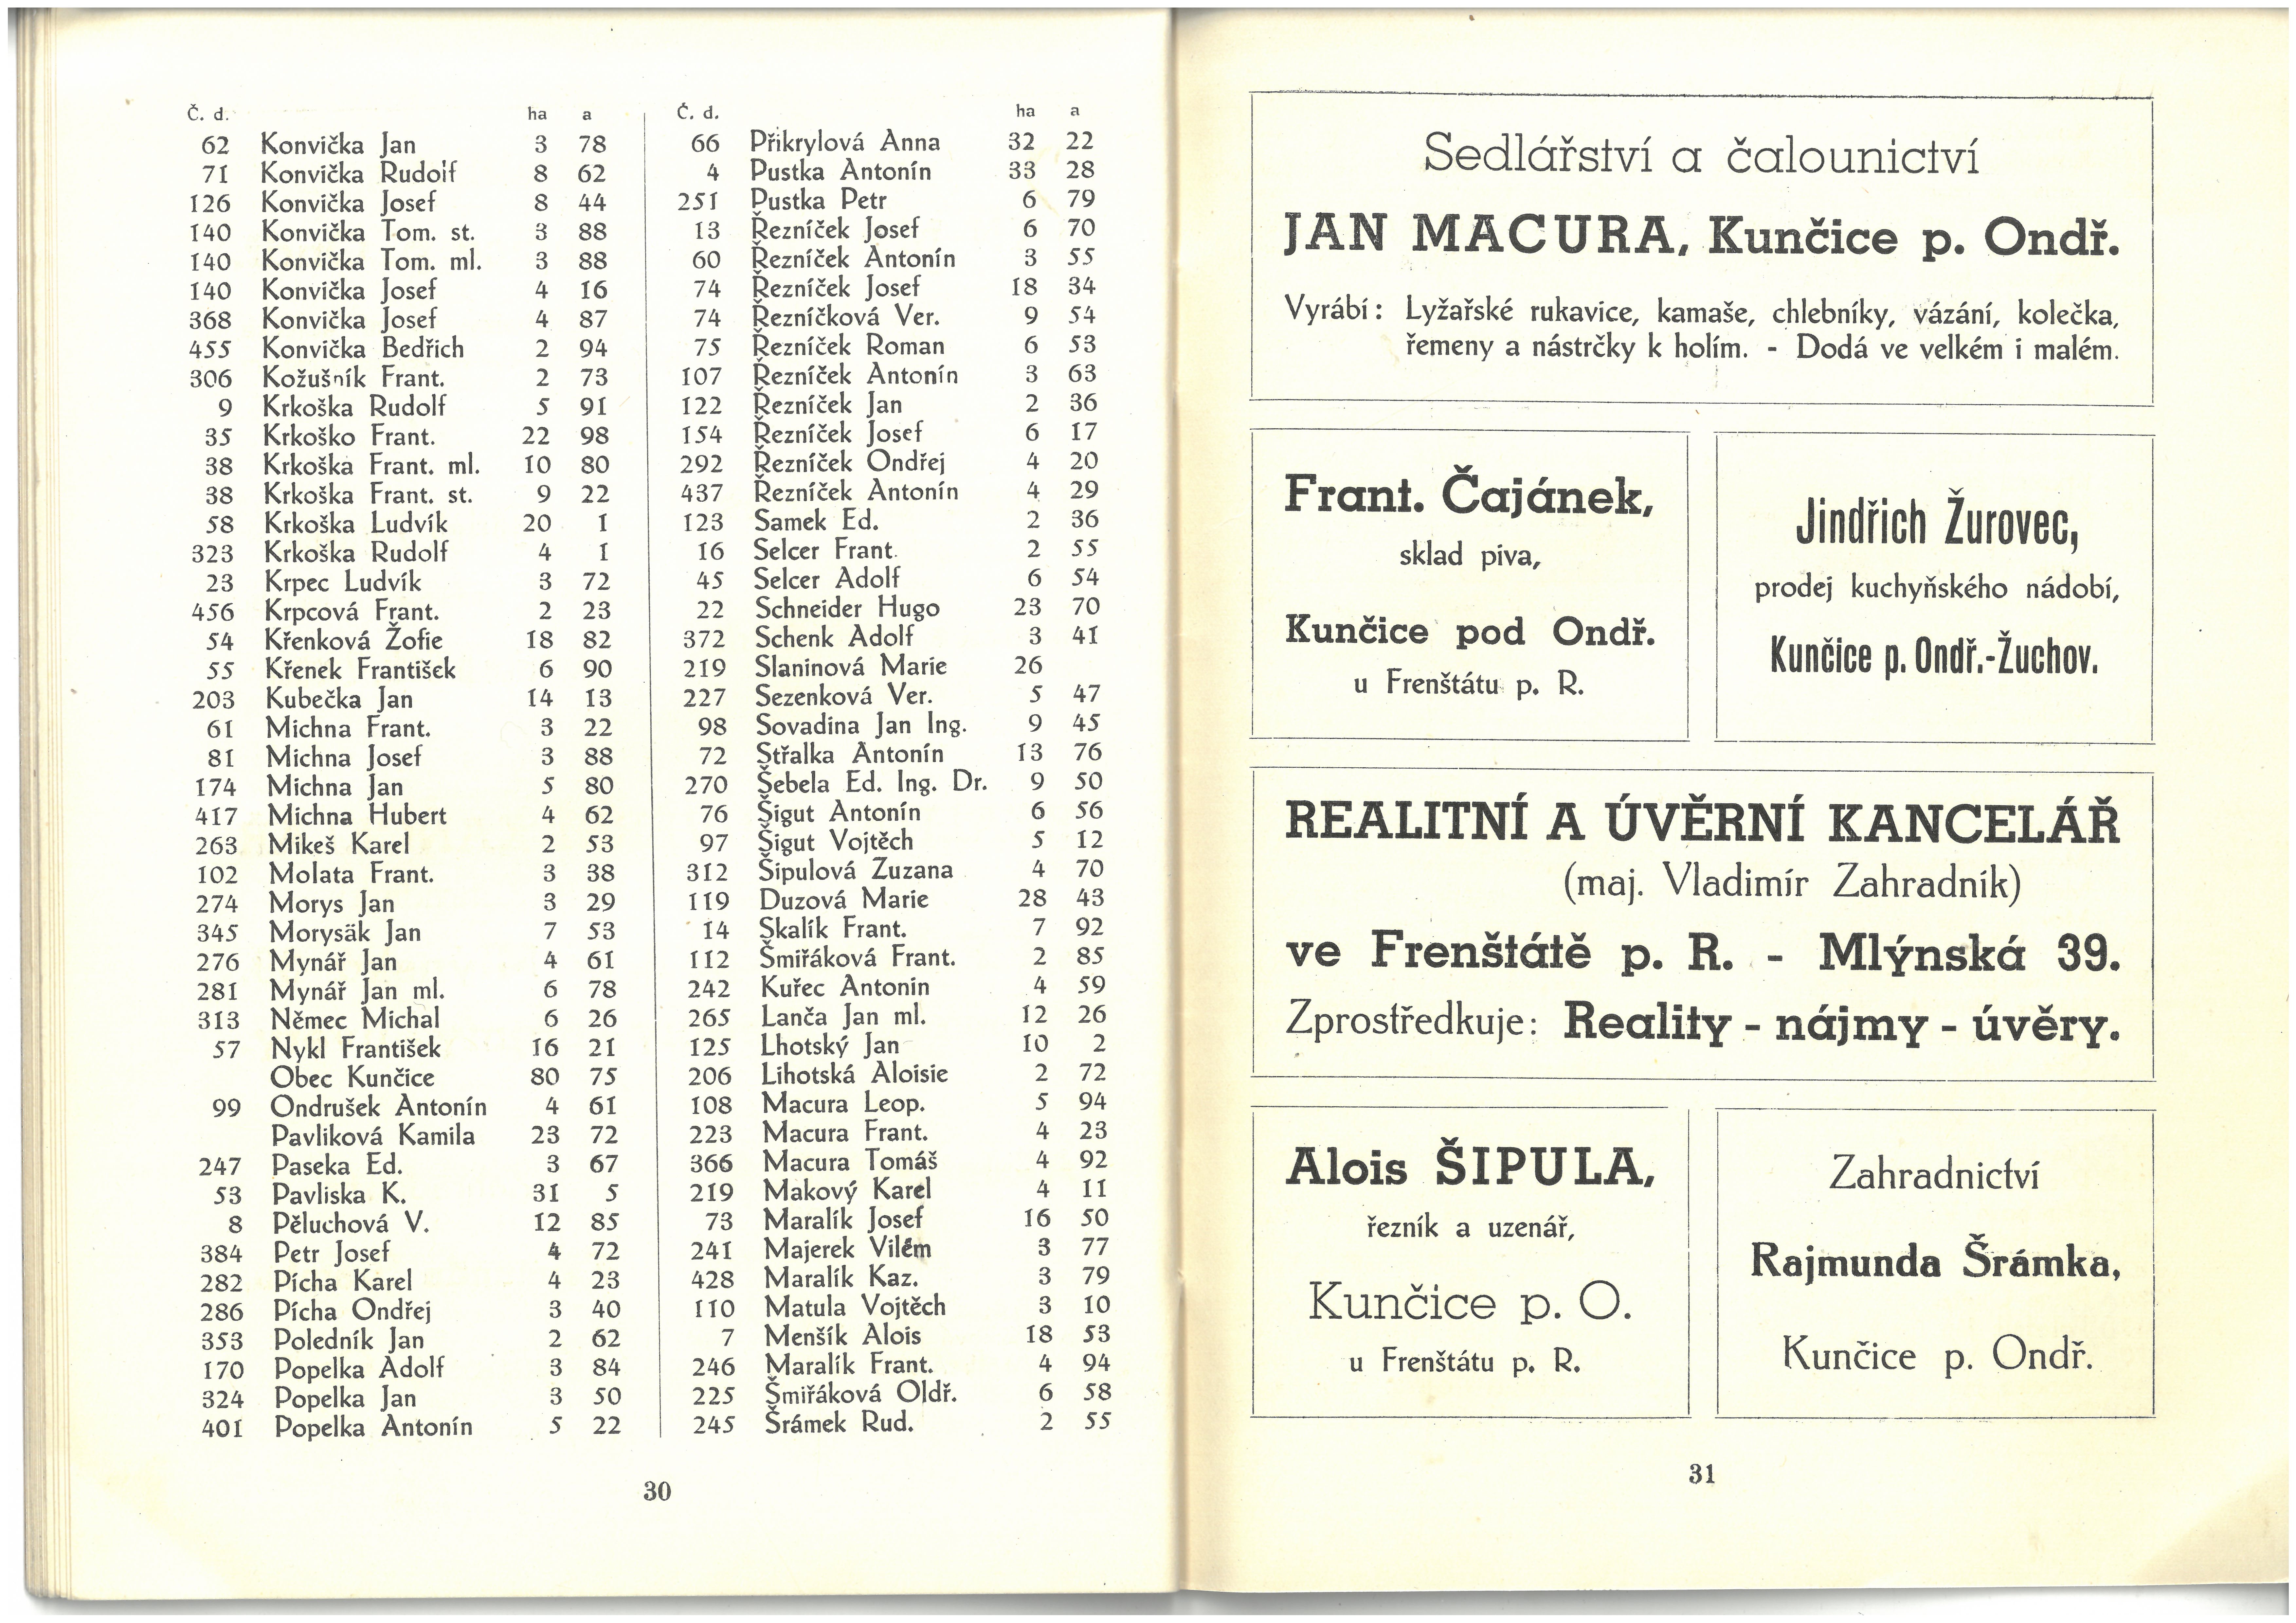 Č. d. ha a
62 Konvička Jan 3 78
71 Konvička Rudolf 8 62
126 Konvička Josef 8 44
140 Konvička Tom. st. 3 88
140 Konvička Tom. ml. 3 88
140 Konvička Josef 4 16
368 Konvička Josef 4 87
455 Konvička Bedřich 2 94
306 Kožušník Frant. 2 73
9 Krkoška Rudolf 5 91
35 Krkoško Frant. 22 98
38 Krkoška Frant. ml. 10 80
38 Krkoška Frant. st. 9 22
58 Krkoška Ludvík 20 1
323 Krkoška Rudolf 4 1
23 Krpec Ludvík 3 72
456 Krpcová Frant. 2 23
54 Křenková Žofie 18 82
55 Křenek František 6 90
203 Kubečka Jan 14 13
61 Michna Frant. 3 22
81 Michna Josef 3 88
174 Michna Jan 5 80
417 Michna Hubert 4 62
263 Mikeš Karel 2 53
102 Molata Frant. 3 38
274 Morys Jan 3 29
345 Morysäk Jan 7 53
276 Mynář Jan 4 61
281 Mynář Jan ml. 6 78
313 Němec Michal 6 26
57 Nykl František 16 21
Obec Kunčice 80 75
99 Ondrušek Antonín 4 61
Pavliková Kamila 23 72
247 Paseka Ed. 3 67
53 Pavliska K. 31 5
8 Pěluchová V. 12 85
384 Petr Josef 4 72
282 Pícha Karel 4 23
286 Pícha Ondřej 3 40
353 Poledník Jan 2 62
170 Popelka Adolf 3 84
324 Popelka Jan 3 50
401 Popelka Antonín 5 22
Č. d. ha a
66 Přikrylová Anna 32 22
4 Pustka Antonín 33 28
251 Pustka Petr 6 79
13 Řezníček Josef 6 70
60 Řezníček Antonín 3 55
74 Řezníček Josef 18 34
74 Řezníčková Ver. 9 54
75 Řezníček Roman 6 53
107 Řezníček Antonín 3 63
122 Řezníček Jan 2 36
154 Řezníček Josef 6 17
292 Řezníček Ondřej 4 20
437 Řezníček Antonín 4 29
123 Samek Ed. 2 36
16 Selcer Frant. 2 55
45 Selcer Adolf 6 54
22 Schneider Hugo 23 70
372 Schenk Adolf 3 41
219 Slaninová Marie 26
227 Sezenková Ver. 5 47
98 Sovadina Jan Ing. 9 45
72 Střalka Antonín 13 76
270 Šebela Ed. Ing. Dr. 9 50
76 Šigut Antonín 6 56
97 Šigut Vojtěch 5 12
312 Šipulová Zuzana 4 70
119 Duzová Marie 28 43
14 Skalík Frant. 7 92
112 Šmiřáková Frant. 2 85
242 Kuřec Antonín 4 59
265 Lanča Jan ml. 12 26
125 Lhotský Jan 10 2
206 Lihotská Aloisie 2 72
108 Macura Leop. 5 94
223 Macura Frant. 4 23
366 Macura Tomáš 4 92
219 Makový Karel 4 11
73 Maralík Josef 16 50
241 Majerek Vilém 3 77
428 Maralík Kaz. 3 79
110 Matula Vojtěch 3 10
7 Menšík Alois 18 53
246 Maralík Frant. 4 94
225 Šmiřáková Oldř. 6 58
245 Šrámek Rud. 2 55
30
Sedlářství a čalounictví
JAN MACURA, Kunčice p. Ondř.
Vyrábí: Lyžařské rukavice, kamaše, chlebníky, vázání, kolečka,
řemeny a nástrčky k holím. - Dodá ve velkém i malém.
Frant. Čajánek,
sklad piva,
Kunčice pod Ondř.
u Frenštátu p. R.
Jindřich Žurovec,
prodej kuchyňského nádobí,
Kunčice p. Ondř.-Žuchov.
REALITNÍ A ÚVĚRNÍ KANCELÁŘ
(maj. Vladimír Zahradník)
ve Frenštátě p. R. - Mlýnská 39.
Zprostředkuje: Reality - nájmy - úvěry.
Alois ŠIPULA,
řezník a uzenář,
Kunčice p. O.
u Frenštátu p. R.
Zahradnictví
Rajmunda Šrámka,
Kunčice p. Ondř.
31